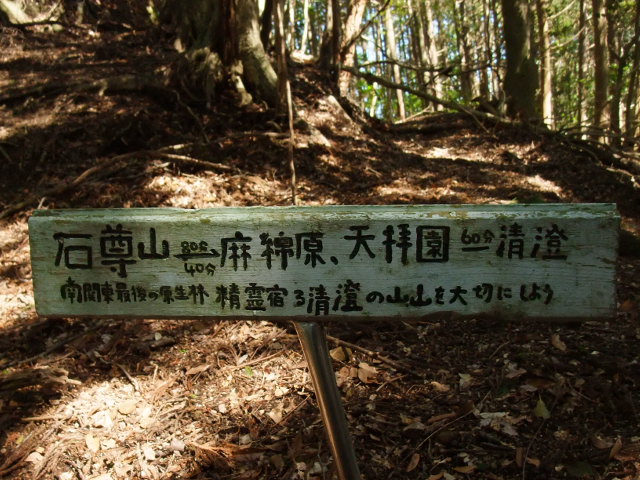 石尊山 80分 40分 麻綿原、天拝園 60分 清澄
南関東最後の原生林 精霊宿る清澄の山山を大切にしよう